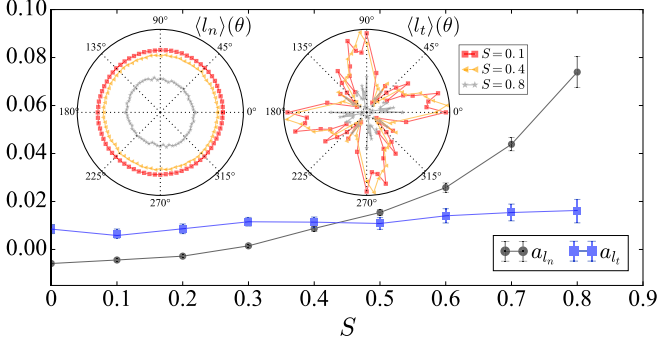 0.10
0.08
0.06
0.04
0.02
0.00
⟨l_n⟩(θ)
90°
45°
0°
315°
270°
225°
180°
135°
⟨l_t⟩(θ)
90°
45°
0°
315°
270°
225°
180°
135°
S = 0.1
S = 0.4
S = 0.8
a_{l_n} a_{l_t}
0 0.1 0.2 0.3 0.4 0.5 0.6 0.7 0.8 0.9
S